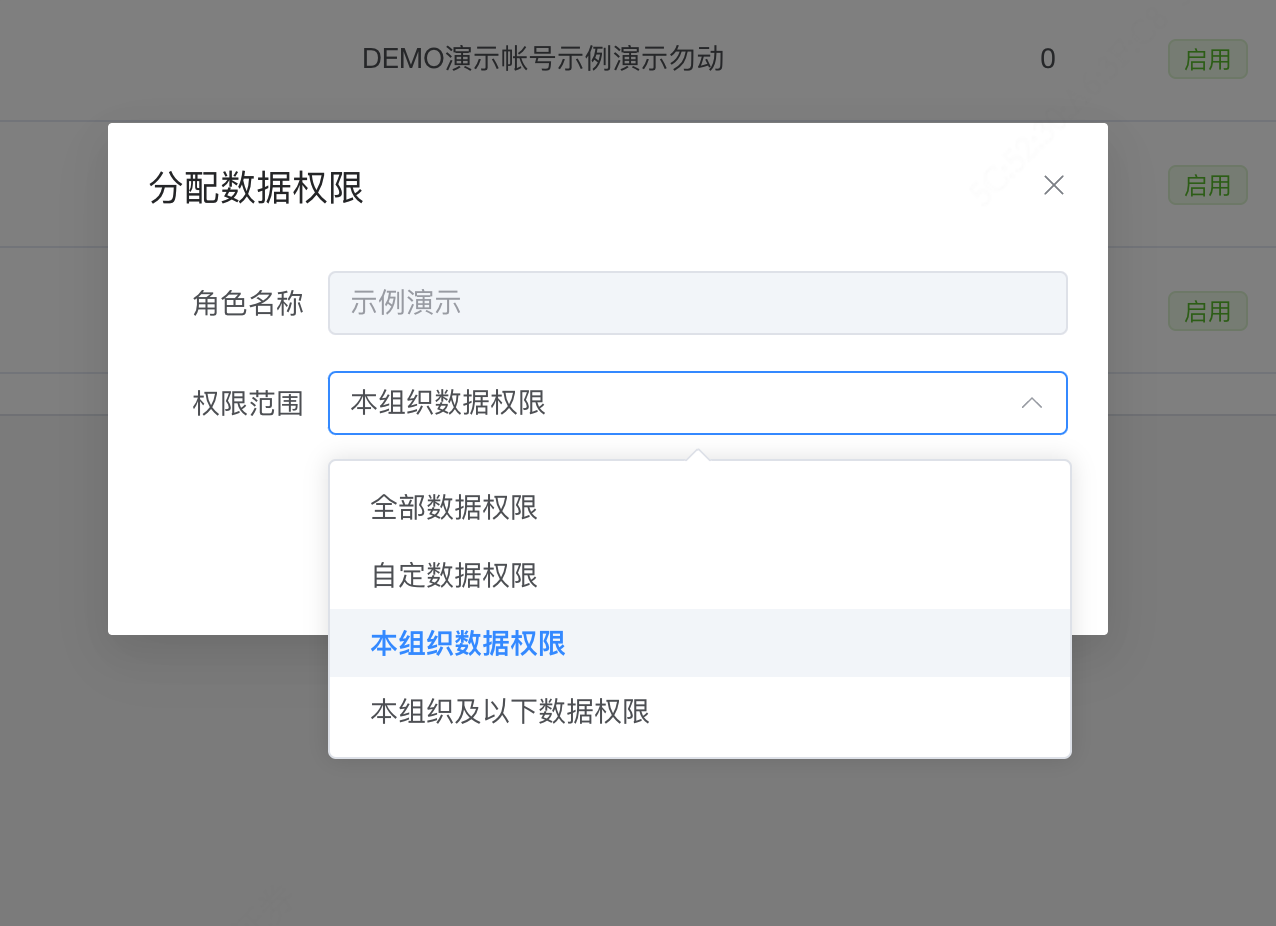 DEMO演示帐号示例演示勿动 0 启用
分配数据权限
启用
角色名称 示例演示
启用
权限范围 本组织数据权限
全部数据权限
自定数据权限
本组织数据权限
本组织及以下数据权限